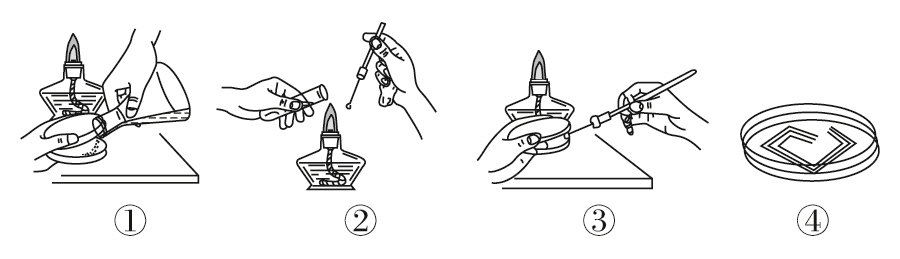 ① ② ③ ④